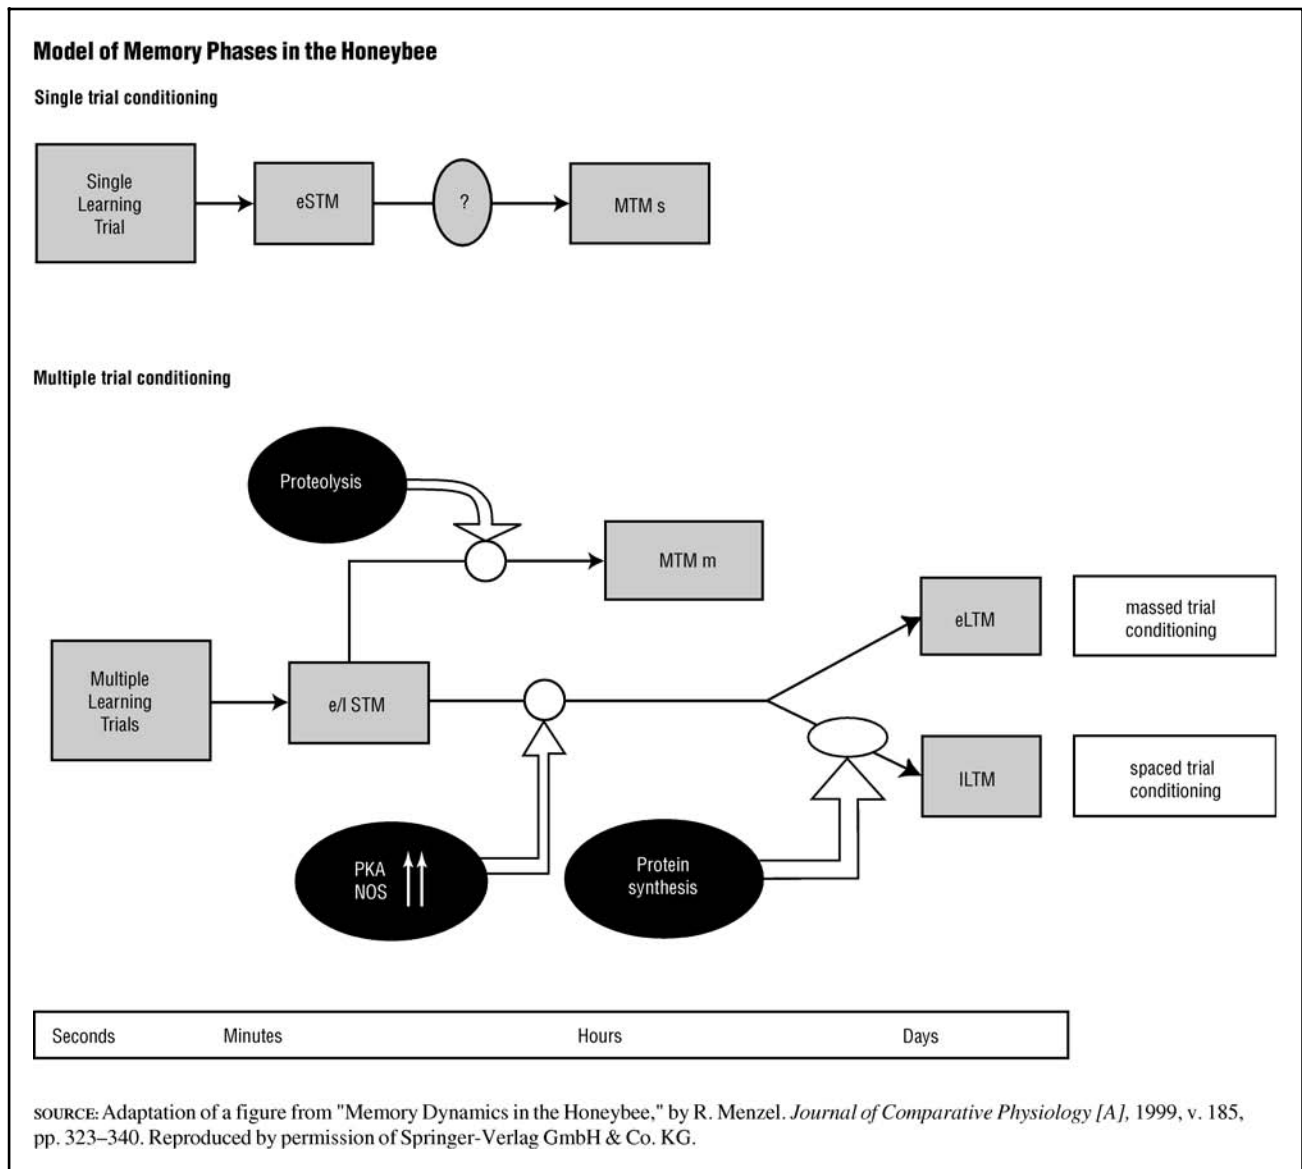 Model of Memory Phases in the Honeybee
Single trial conditioning
Single
Learning
Trial
eSTM
?
MTM s
Multiple trial conditioning
Proteolysis
MTM m
eLTM
massed trial
conditioning
Multiple
Learning
Trials
e/l STM
lLTM
spaced trial
conditioning
PKA
NOS
Protein
synthesis
Seconds Minutes Hours Days
SOURCE: Adaptation of a figure from "Memory Dynamics in the Honeybee," by R. Menzel. Journal of Comparative Physiology [A], 1999, v. 185,
pp. 323–340. Reproduced by permission of Springer-Verlag GmbH & Co. KG.